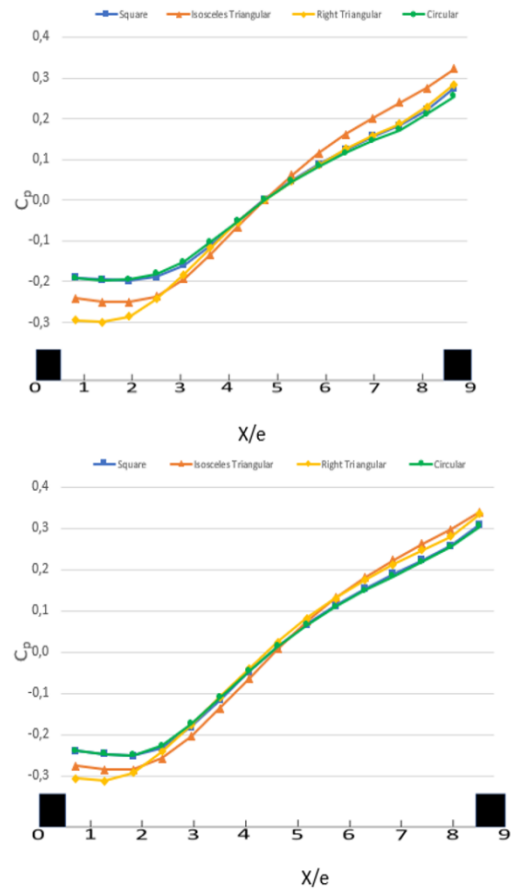 Square Isosceles Triangular Right Triangular Circular
0,4
0,3
0,2
0,1
0,0
-0,1
-0,2
-0,3
Cp
0 1 2 3 4 5 6 7 8 9
X/e
Square Isosceles Triangular Right Triangular Circular
0,4
0,3
0,2
0,1
0,0
-0,1
-0,2
-0,3
Cp
0 1 2 3 4 5 6 7 8 9
X/e